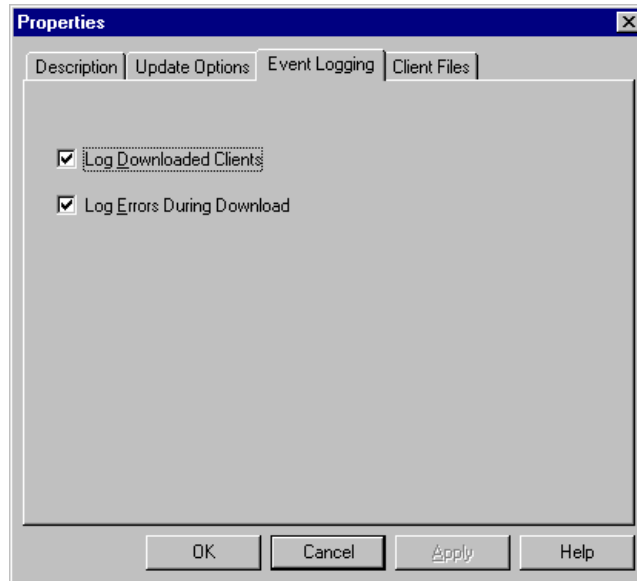 Properties
Description Update Options Event Logging Client Files
Log Downloaded Clients
Log Errors During Download
OK Cancel Apply Help